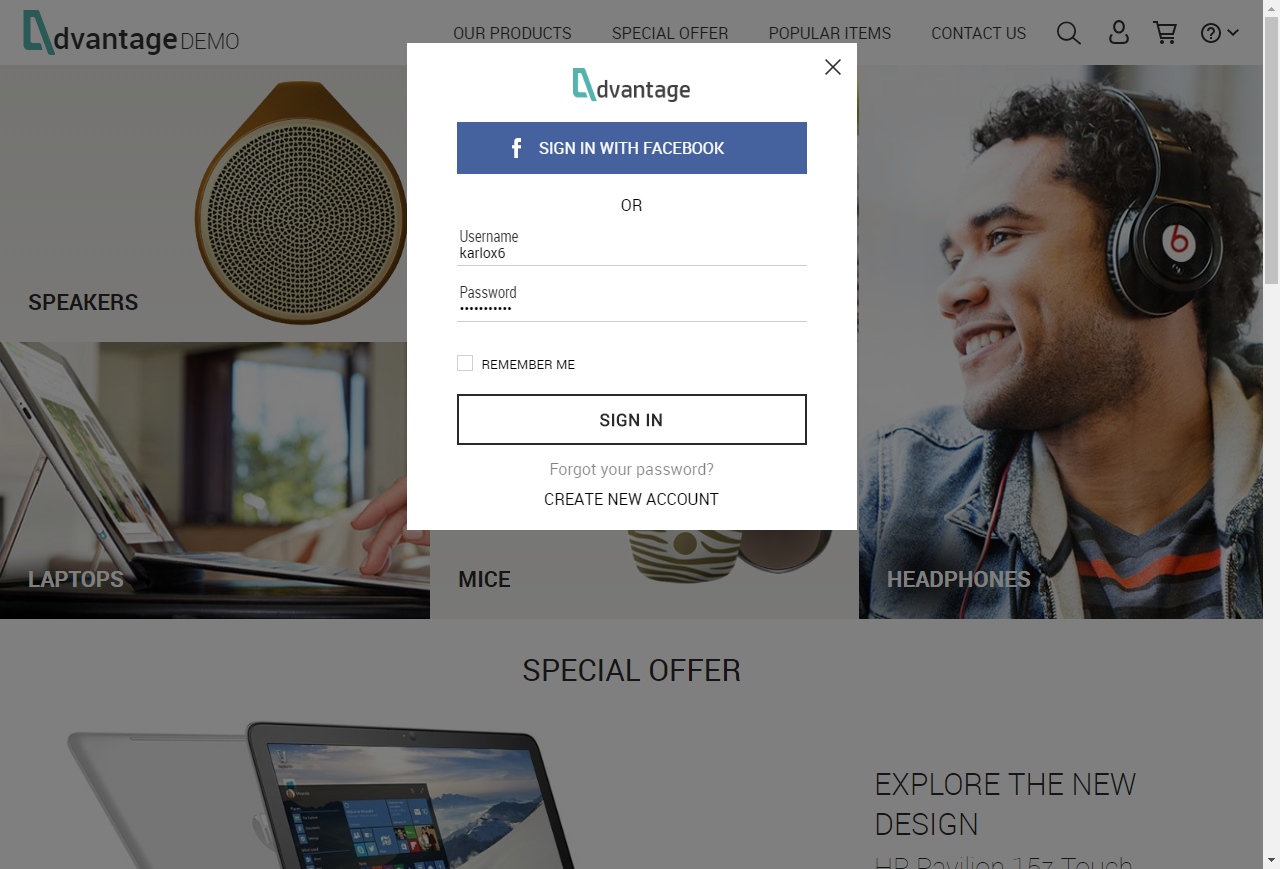 dvantage DEMO
OUR PRODUCTS
SPECIAL OFFER
POPULAR ITEMS
CONTACT US
dvantage
SIGN IN WITH FACEBOOK
OR
Username
karlox6
Password
•••••••••••
REMEMBER ME
SIGN IN
Forgot your password?
CREATE NEW ACCOUNT
SPEAKERS
LAPTOPS
MICE
HEADPHONES
SPECIAL OFFER
EXPLORE THE NEW
DESIGN
HP Pavilion 15z Touch